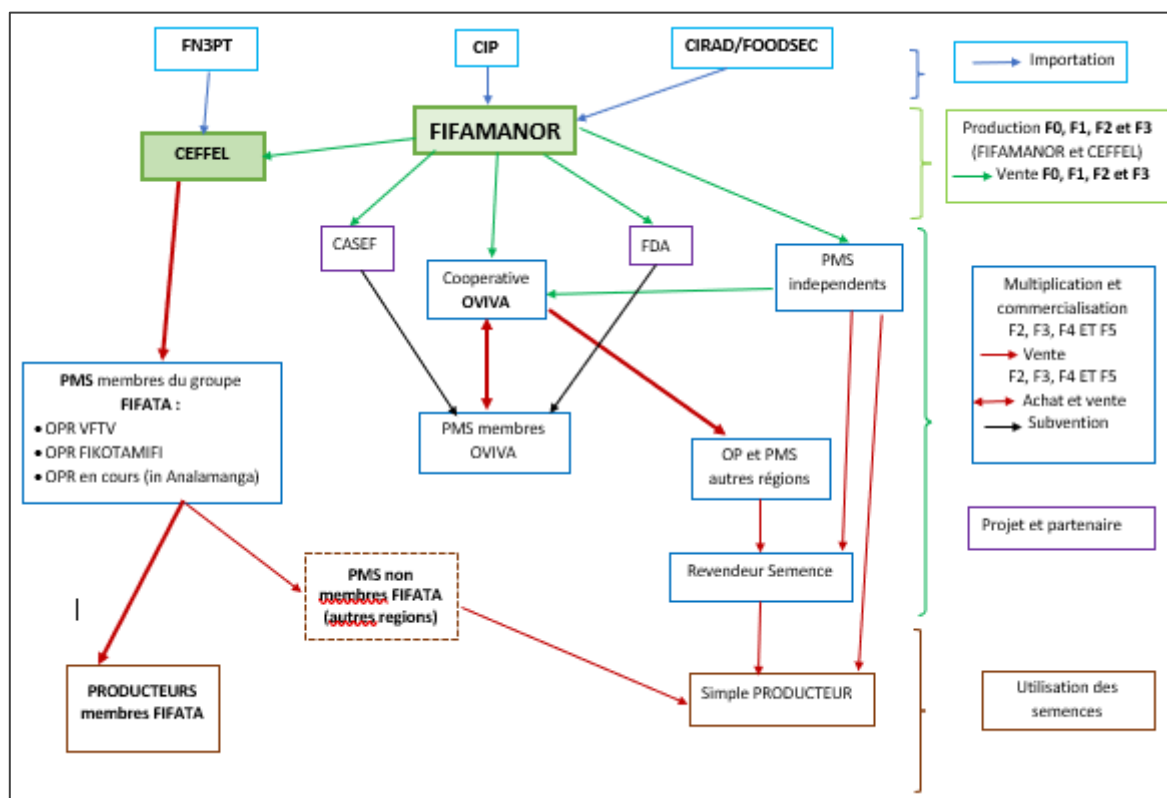 FN3PT
CIP
CIRAD/FOODSEC
Importation
FIFAMANOR
CEFFEL
Production F0, F1, F2 et F3
(FIFAMANOR et CEFFEL)
Vente F0, F1, F2 et F3
CASEF
FDA
Cooperative
OVIVA
PMS
independents
Multiplication et
commercialisation
F2, F3, F4 ET F5
Vente
F2, F3, F4 ET F5
Achat et vente
Subvention
PMS membres du groupe
FIFATA :
• OPR VFTV
• OPR FIKOTAMIFI
• OPR en cours (in Analamanga)
PMS membres
OVIVA
OP et PMS
autres régions
Projet et partenaire
Revendeur Semence
PMS non
membres FIFATA
(autres regions)
PRODUCTEURS
membres FIFATA
Simple PRODUCTEUR
Utilisation des
semences